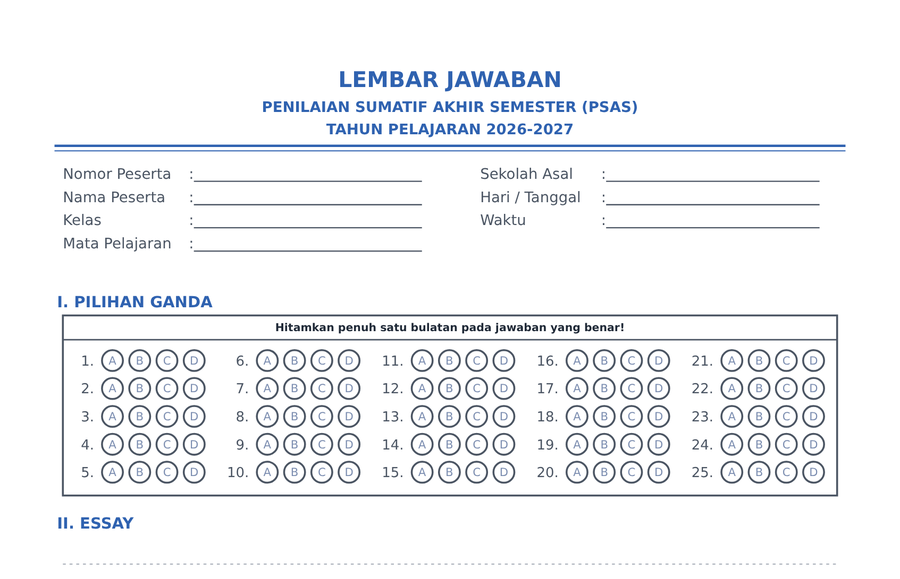 LEMBAR JAWABAN
PENILAIAN SUMATIF AKHIR SEMESTER (PSAS)
TAHUN PELAJARAN 2026-2027
Nomor Peserta : Sekolah Asal :
Nama Peserta : Hari / Tanggal :
Kelas : Waktu :
Mata Pelajaran :
I. PILIHAN GANDA
Hitamkan penuh satu bulatan pada jawaban yang benar!
1. A B C D 6. A B C D 11. A B C D 16. A B C D 21. A B C D
2. A B C D 7. A B C D 12. A B C D 17. A B C D 22. A B C D
3. A B C D 8. A B C D 13. A B C D 18. A B C D 23. A B C D
4. A B C D 9. A B C D 14. A B C D 19. A B C D 24. A B C D
5. A B C D 10. A B C D 15. A B C D 20. A B C D 25. A B C D
II. ESSAY